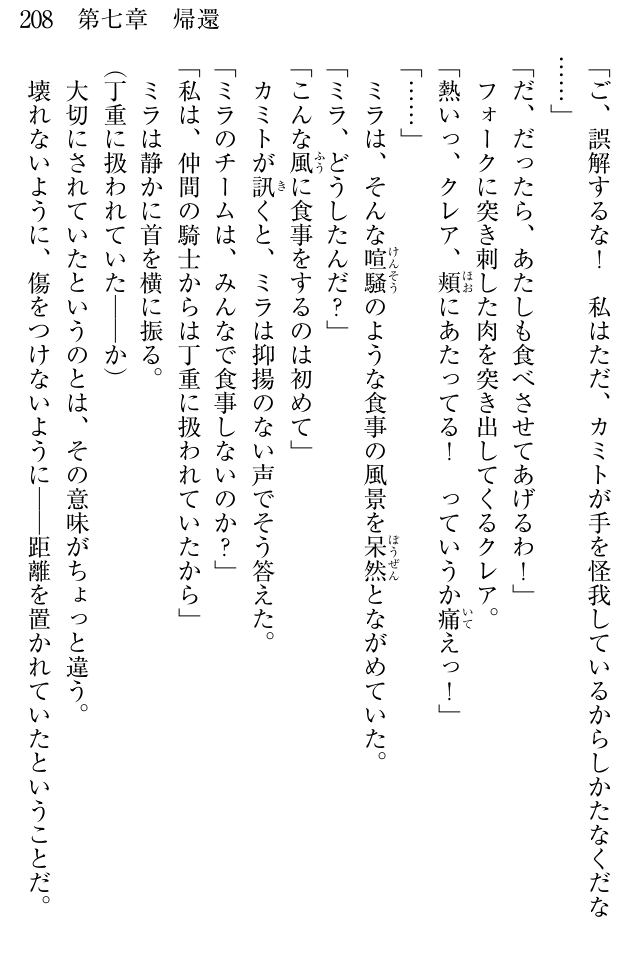 208　第七章　帰還
「ご、誤解するな！　私はただ、カミトが手を怪我しているからしかたなくだな
……」
「だ、だったら、あたしも食べさせてあげるわ！」
　フォークに突き刺した肉を突き出してくるクレア。
「熱いっ、クレア、頬にあたってる！　っていうか痛えっ！」
「……」
　ミラは、そんな喧騒のような食事の風景を呆然とながめていた。
「ミラ、どうしたんだ？」
「こんな風に食事をするのは初めて」
　カミトが訊くと、ミラは抑揚のない声でそう答えた。
「ミラのチームは、みんなで食事しないのか？」
「私は、仲間の騎士からは丁重に扱われていたから」
　ミラは静かに首を横に振る。
（丁重に扱われていた――か）
　大切にされていたというのとは、その意味がちょっと違う。
　壊れないように、傷をつけないように――距離を置かれていたということだ。